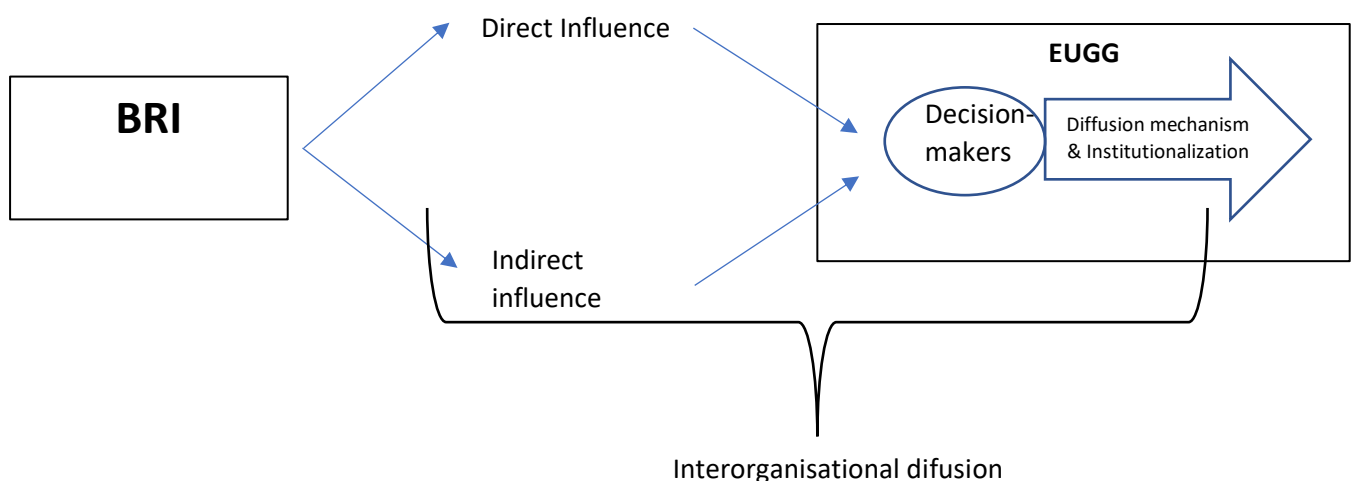 Direct Influence
EUGG
BRI
Decision-
makers
Diffusion mechanism
& Institutionalization
Indirect
influence
Interorganisational difusion